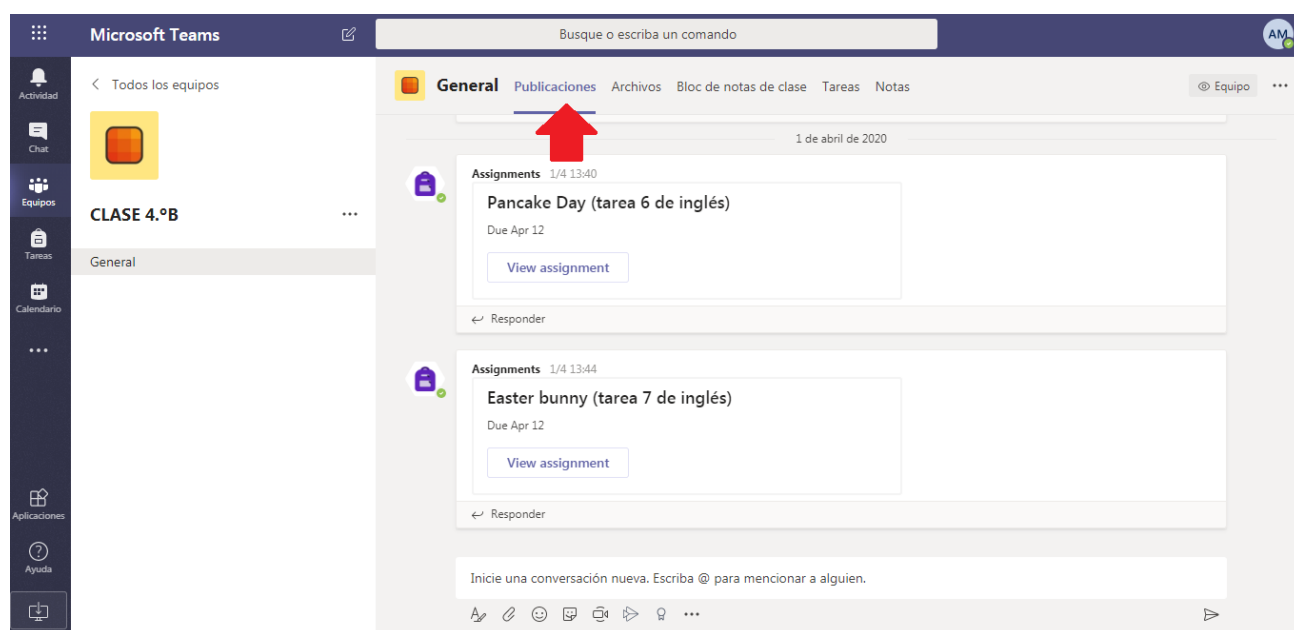 Microsoft Teams
Busque o escriba un comando
AM
Actividad
Chat
Equipos
Tareas
Calendario
Aplicaciones
Ayuda
< Todos los equipos
CLASE 4.ºB
...
General
General Publicaciones Archivos Bloc de notas de clase Tareas Notas
Equipo ...
1 de abril de 2020
Assignments 1/4 13:40
Pancake Day (tarea 6 de inglés)
Due Apr 12
View assignment
Responder
Assignments 1/4 13:44
Easter bunny (tarea 7 de inglés)
Due Apr 12
View assignment
Responder
Inicie una conversación nueva. Escriba @ para mencionar a alguien.